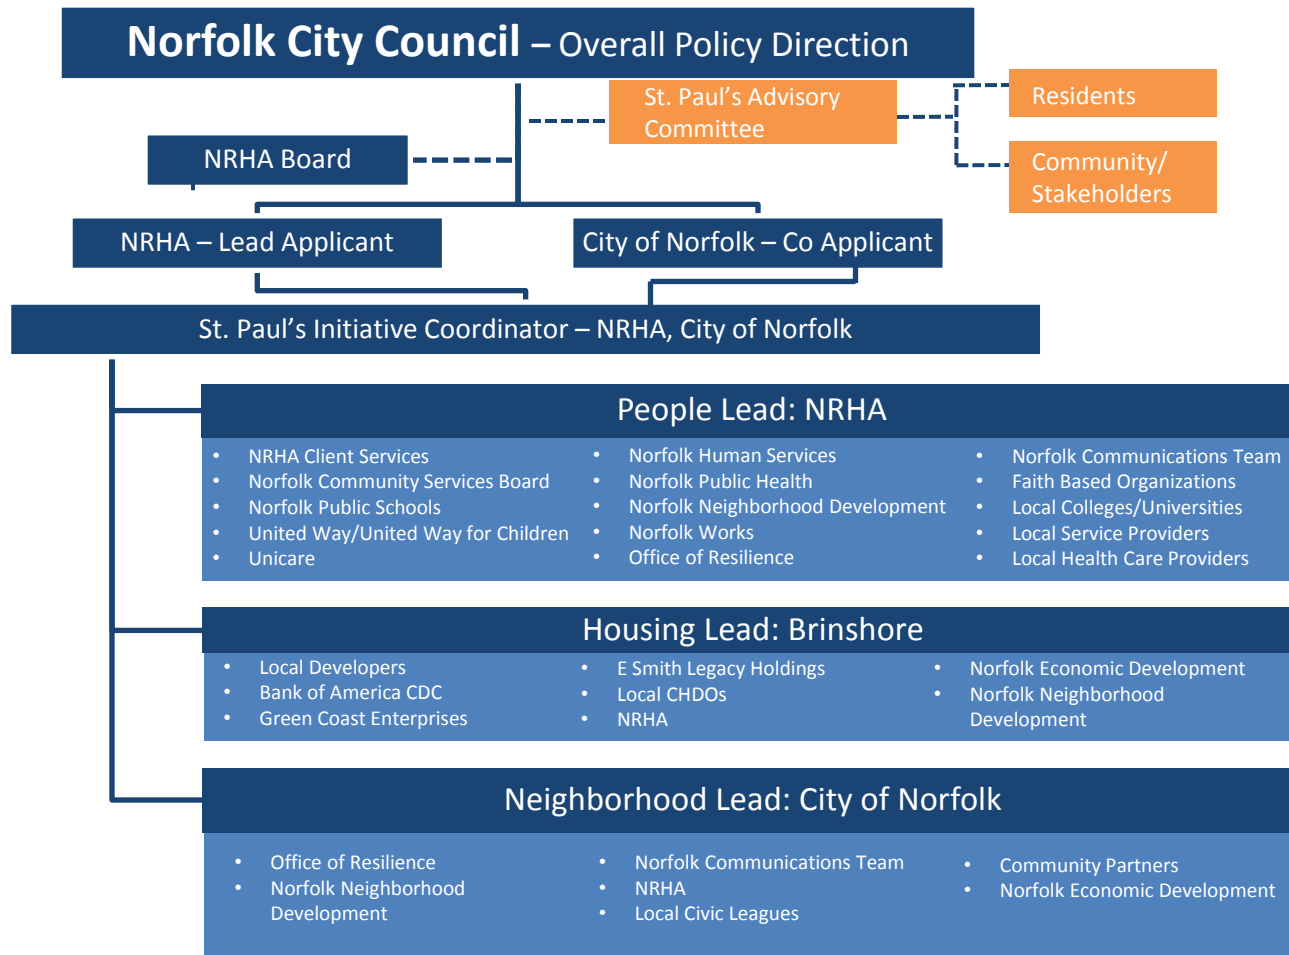 Norfolk City Council – Overall Policy Direction
St. Paul's Advisory
Committee
Residents
Community/
Stakeholders
NRHA Board
NRHA – Lead Applicant
City of Norfolk – Co Applicant
St. Paul's Initiative Coordinator – NRHA, City of Norfolk
People Lead: NRHA
• NRHA Client Services
• Norfolk Community Services Board
• Norfolk Public Schools
• United Way/United Way for Children
• Unicare
• Norfolk Human Services
• Norfolk Public Health
• Norfolk Neighborhood Development
• Norfolk Works
• Office of Resilience
• Norfolk Communications Team
• Faith Based Organizations
• Local Colleges/Universities
• Local Service Providers
• Local Health Care Providers
Housing Lead: Brinshore
• Local Developers
• Bank of America CDC
• Green Coast Enterprises
• E Smith Legacy Holdings
• Local CHDOs
• NRHA
• Norfolk Economic Development
• Norfolk Neighborhood
Development
Neighborhood Lead: City of Norfolk
• Office of Resilience
• Norfolk Neighborhood
Development
• Norfolk Communications Team
• NRHA
• Local Civic Leagues
• Community Partners
• Norfolk Economic Development